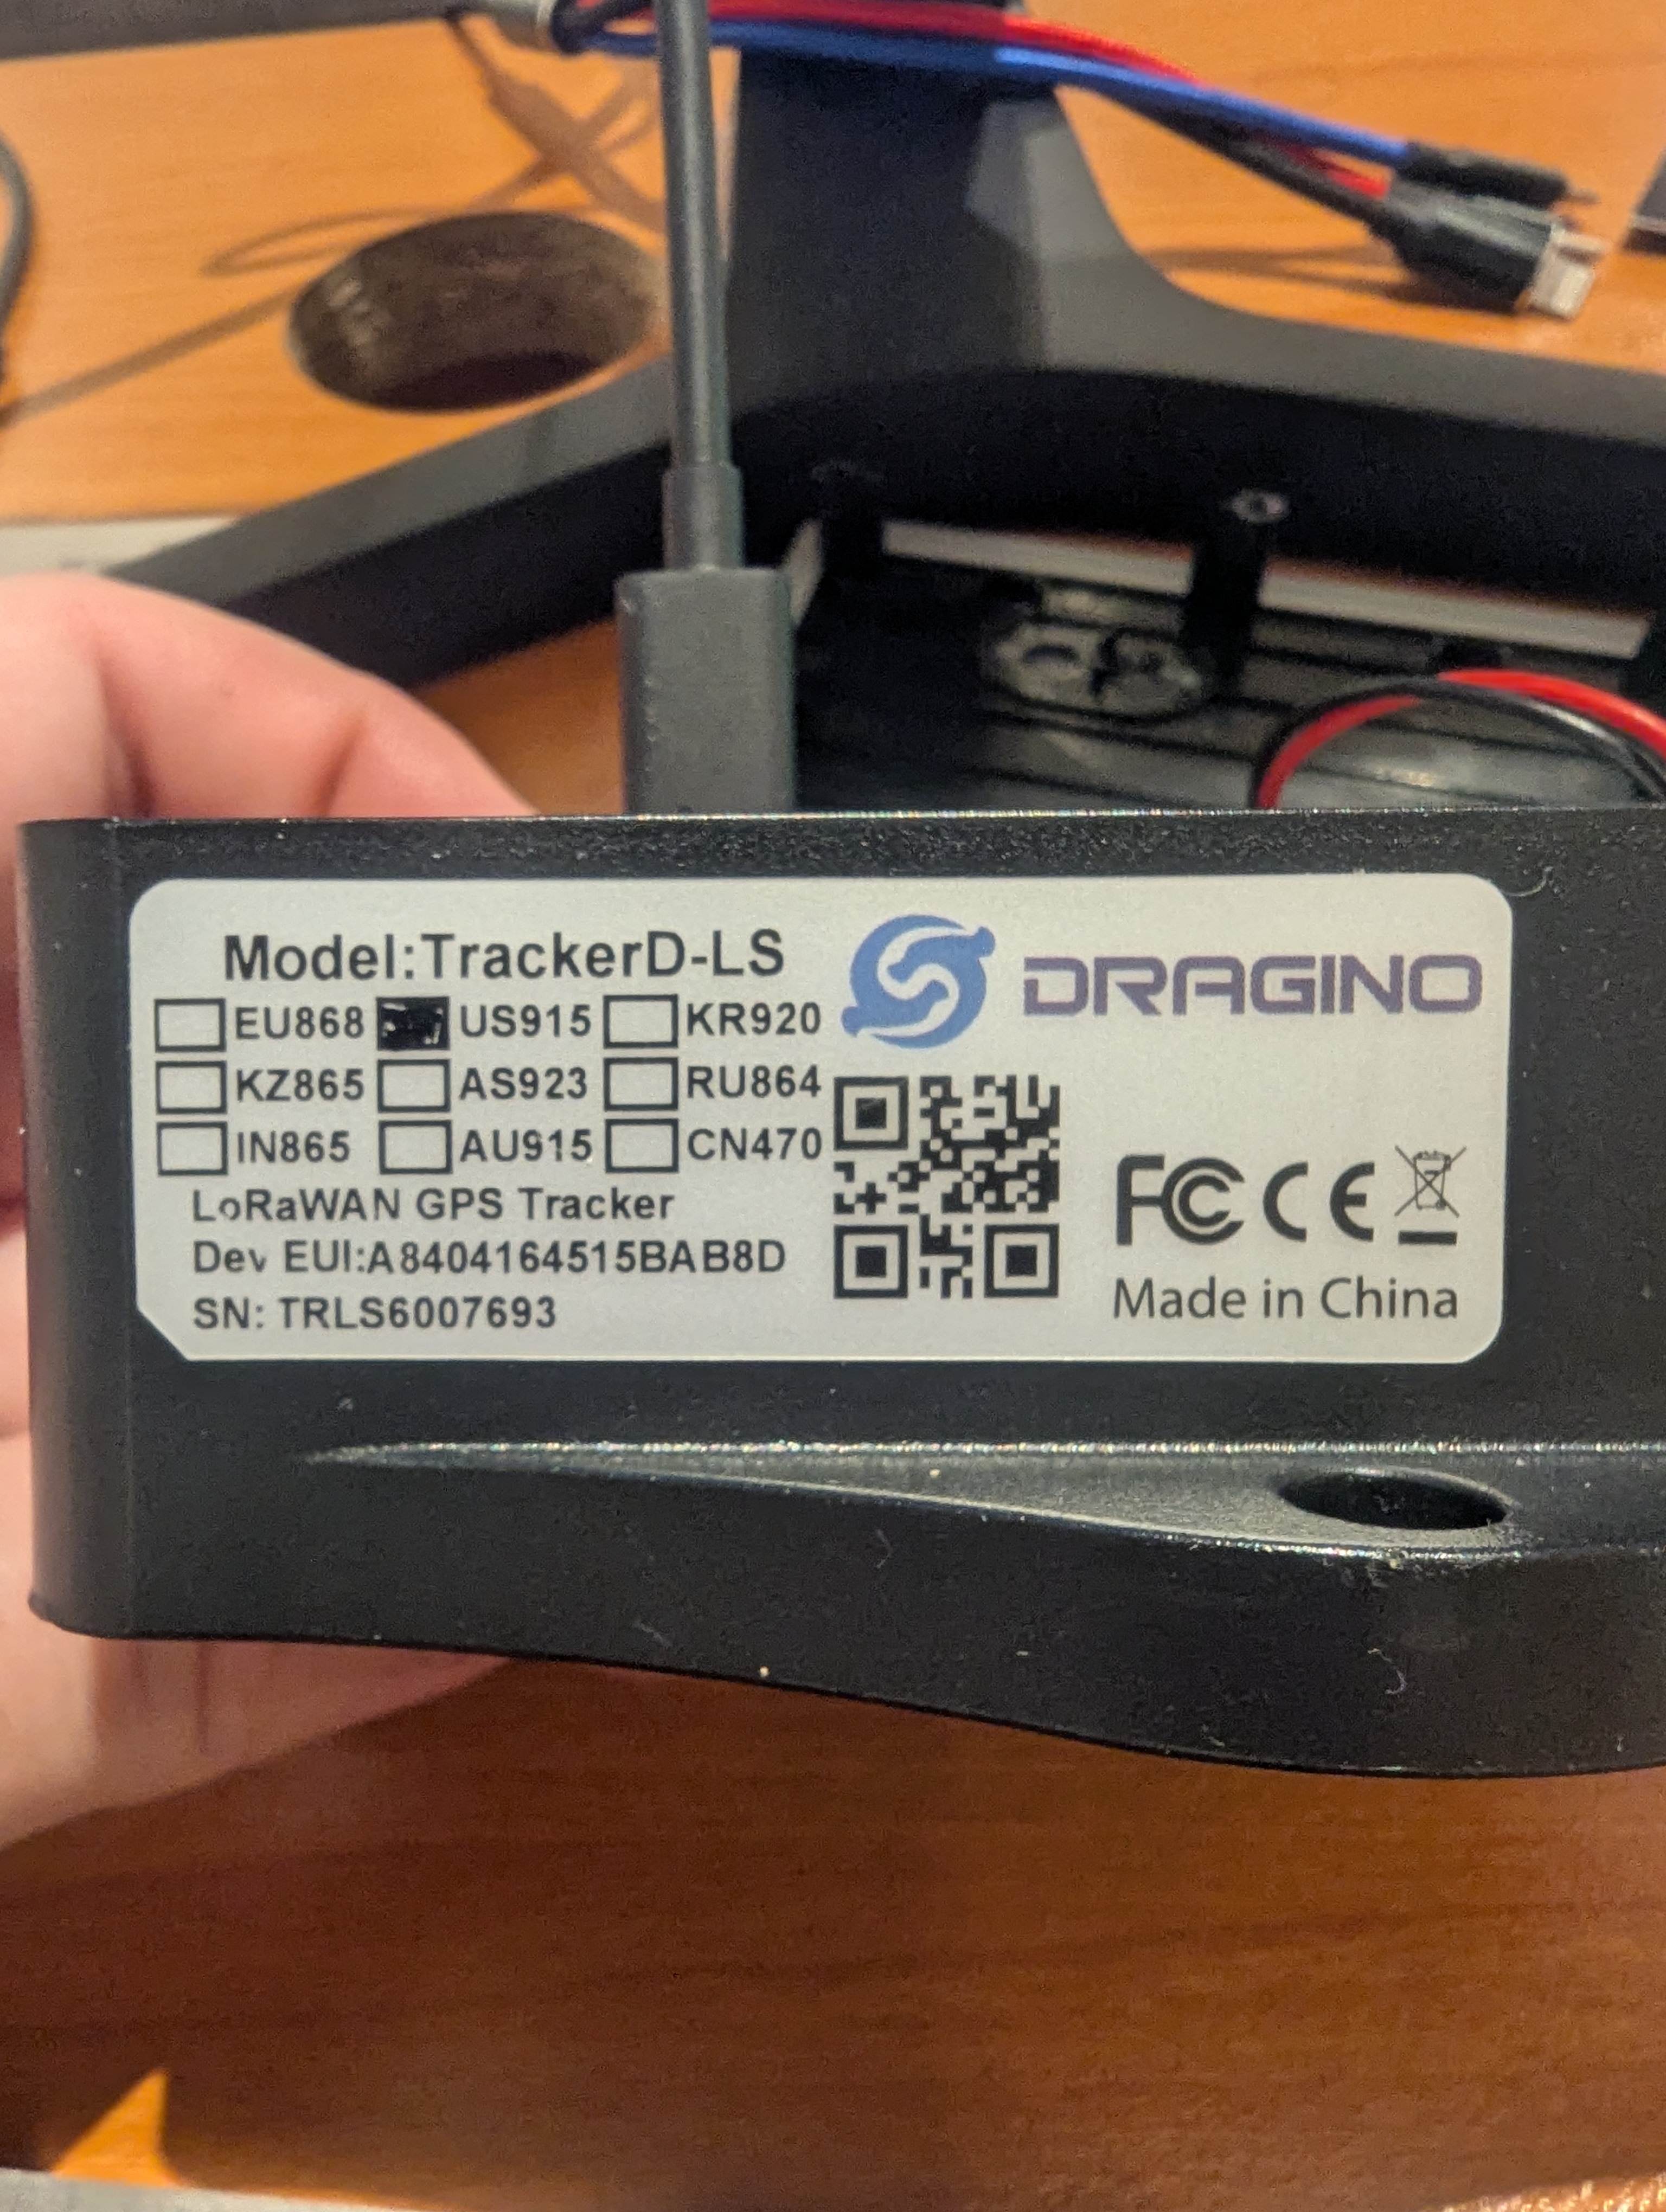 Model:TrackerD-LS
EU868 US915 KR920
KZ865 AS923 RU864
IN865 AU915 CN470
LoRaWAN GPS Tracker
Dev EUI:A8404164515BAB8D
SN: TRLS6007693
DRAGINO
FCC CE
Made in China